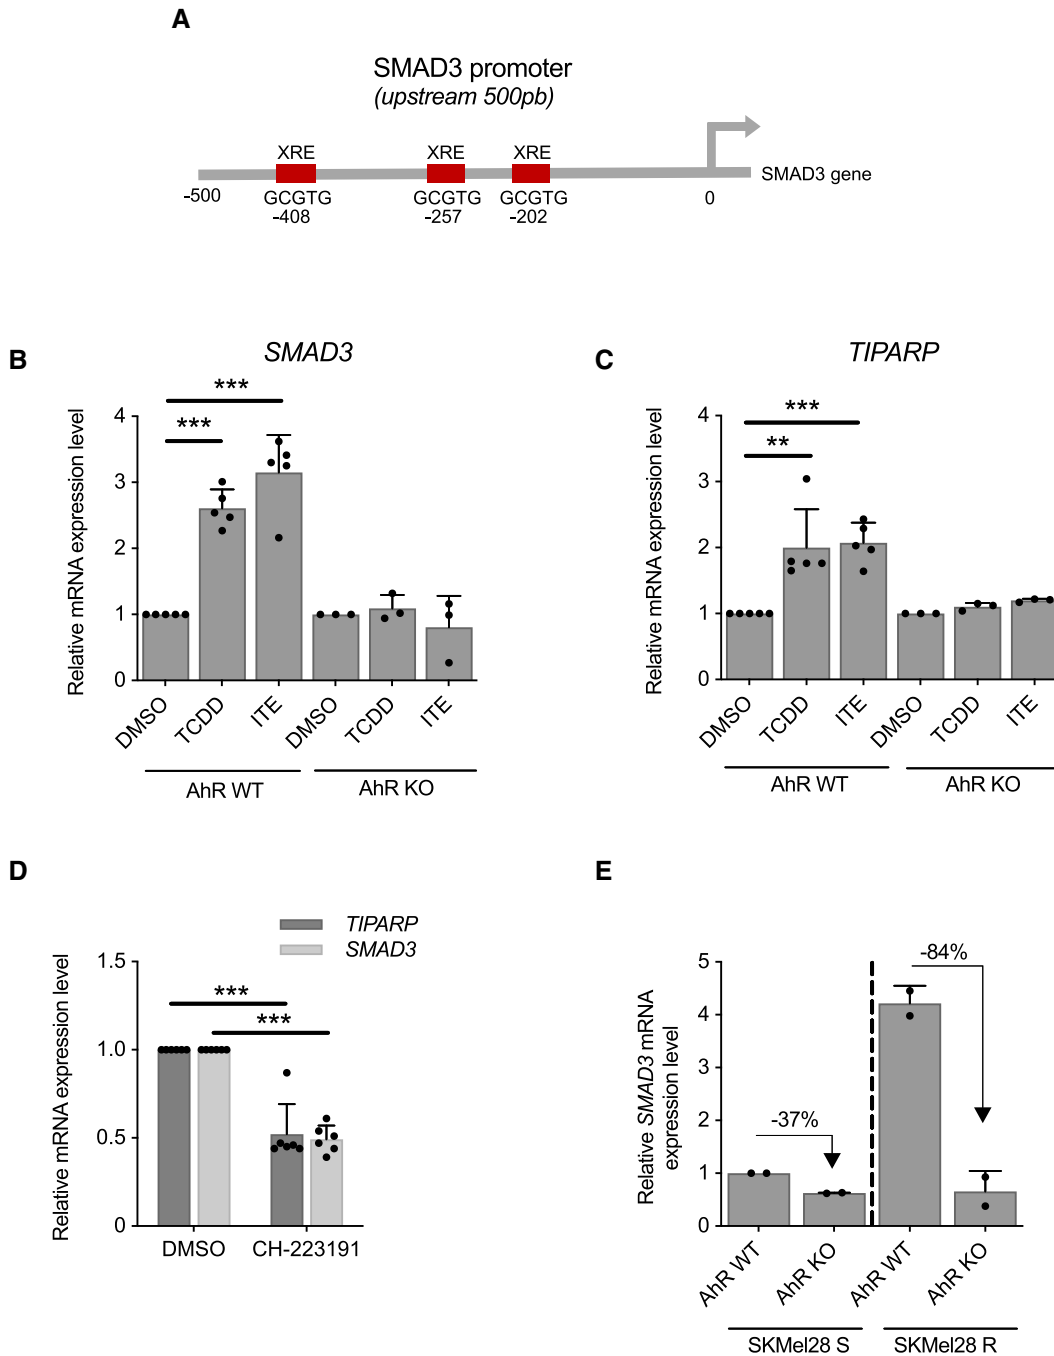 A
SMAD3 promoter
(upstream 500pb)
XRE XRE XRE
SMAD3 gene
-500 GCGTG GCGTG GCGTG 0
-408 -257 -202
B
SMAD3
Relative mRNA expression level
4
3
2
1
0
*** ***
DMSO TCDD ITE DMSO TCDD ITE
AhR WT AhR KO
C
TIPARP
Relative mRNA expression level
4
3
2
1
0
***
**
DMSO TCDD ITE DMSO TCDD ITE
AhR WT AhR KO
D
TIPARP
SMAD3
Relative mRNA expression level
1.5
1.0
0.5
0
***
***
DMSO CH-223191
E
Relative SMAD3 mRNA
expression level
5
4
3
2
1
0
-37%
-84%
AhR WT AhR KO AhR WT AhR KO
SKMel28 S SKMel28 R